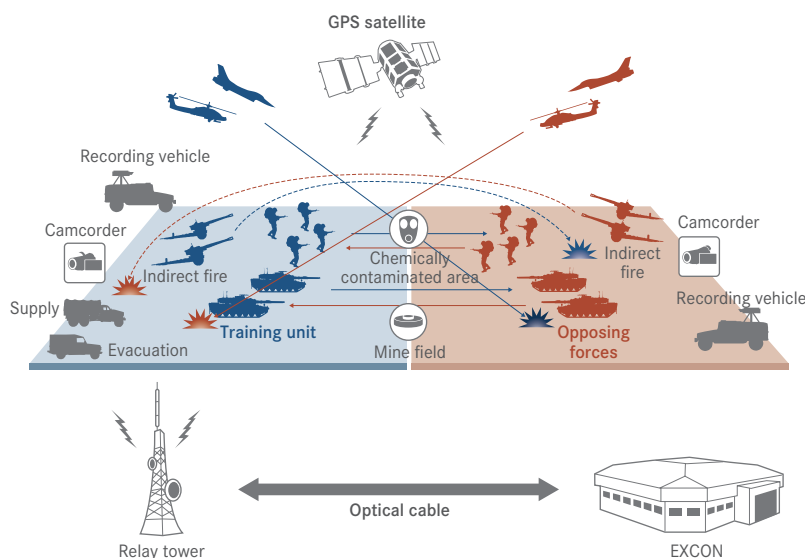 GPS satellite
Recording vehicle
Camcorder
Indirect fire
Supply
Evacuation
Training unit
Chemically
contaminated area
Mine field
Indirect
fire
Camcorder
Recording vehicle
Opposing
forces
Optical cable
Relay tower
EXCON